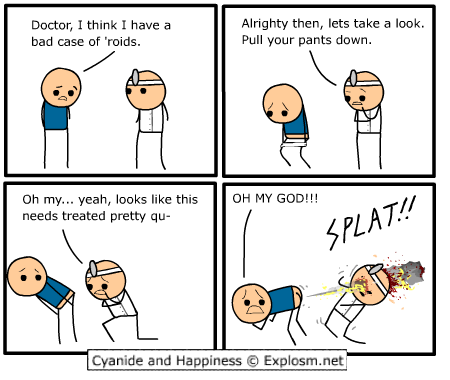 Doctor, I think I have a
bad case of 'roids.
Alrighty then, lets take a look.
Pull your pants down.
Oh my... yeah, looks like this
needs treated pretty qu-
OH MY GOD!!!
SPLAT!!
Cyanide and Happiness © Explosm.net